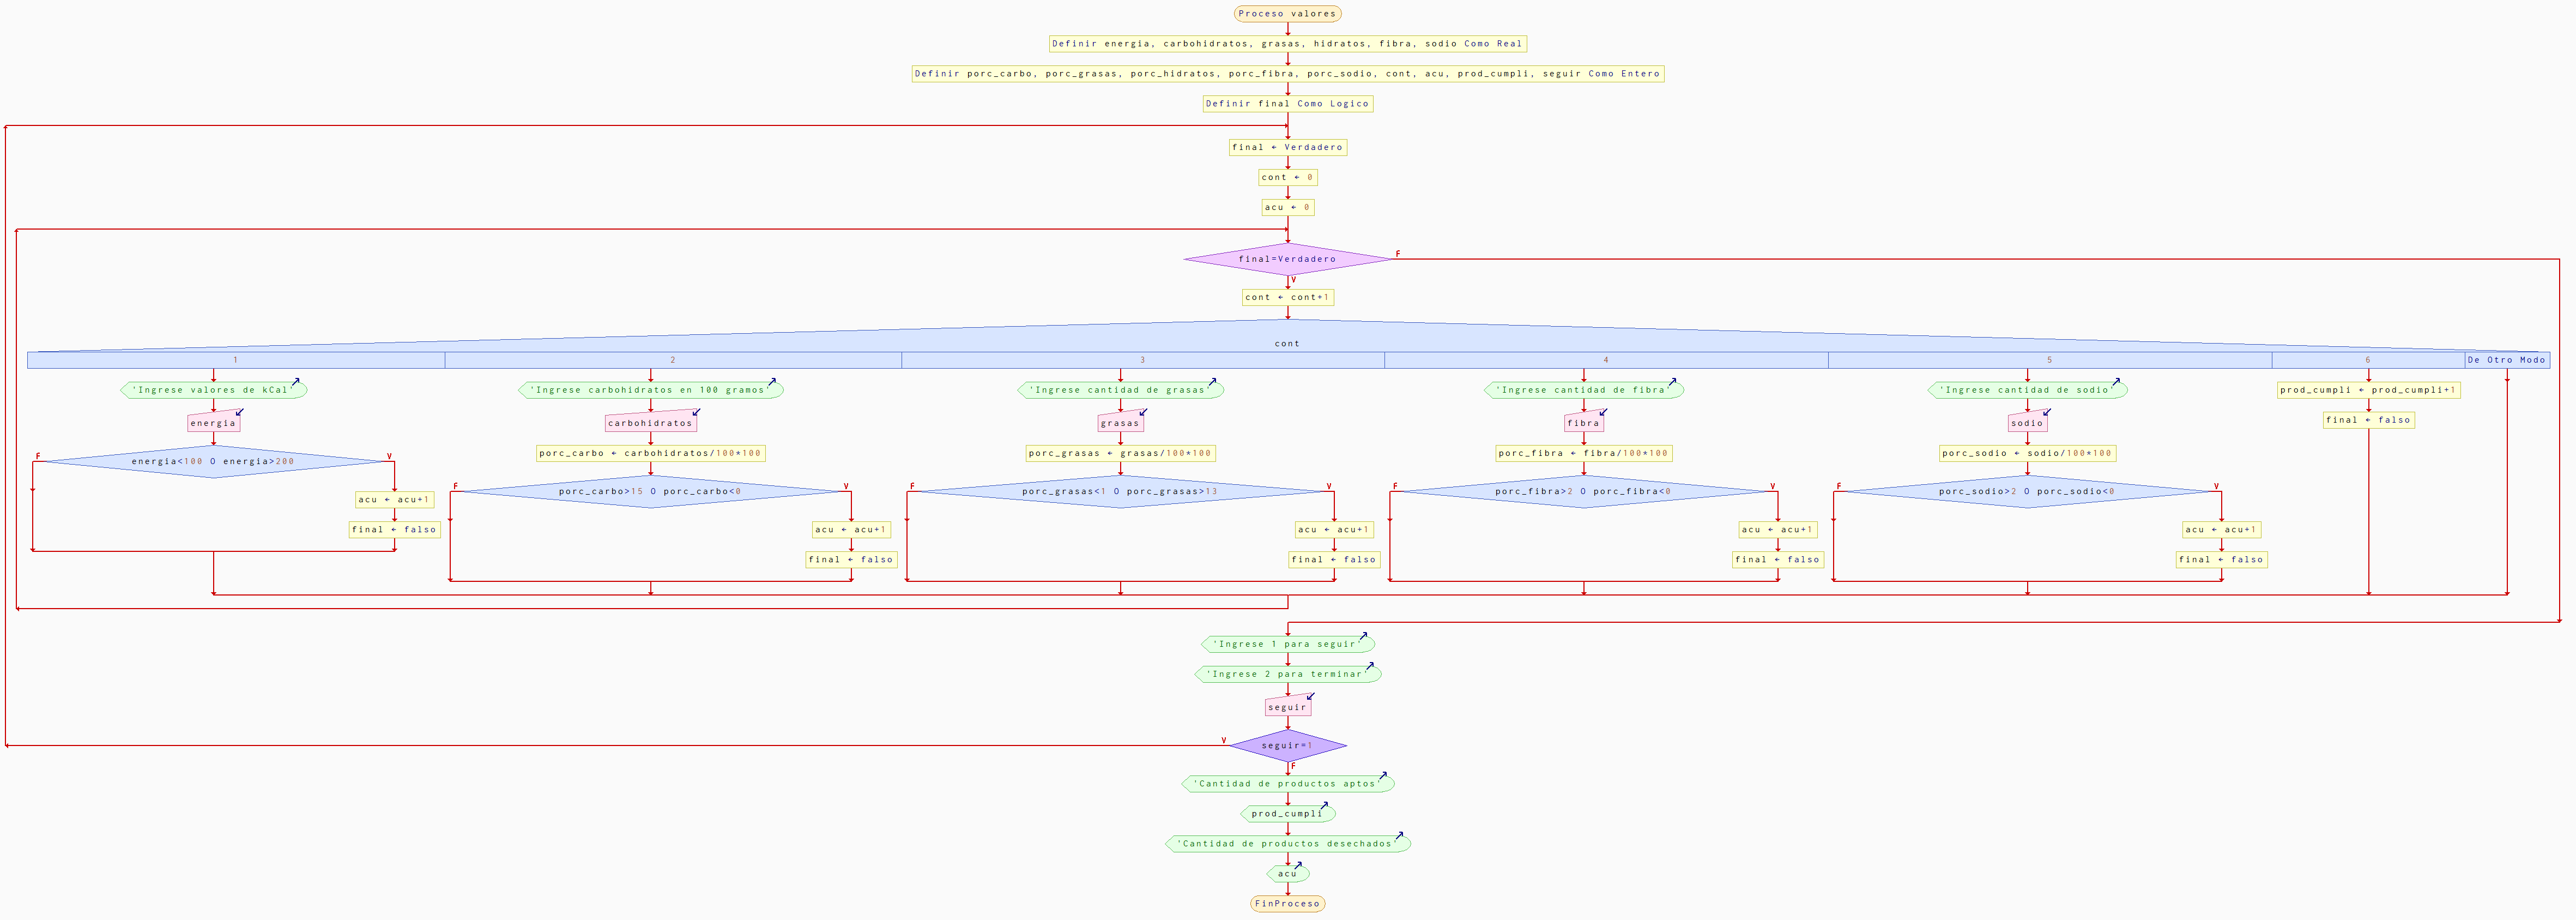 Proceso valores
Definir energia, carbohidratos, grasas, hidratos, fibra, sodio Como Real
Definir porc_carbo, porc_grasas, porc_hidratos, porc_fibra, porc_sodio, cont, acu, prod_cumpli, seguir Como Entero
Definir final Como Logico
final ← Verdadero
cont ← 0
acu ← 0
final=Verdadero
F
V
cont ← cont+1
cont
1 2 3 4 5 6 De Otro Modo
'Ingrese valores de kCal'
energia
energia<100 O energia>200
F
V
acu ← acu+1
final ← falso
'Ingrese carbohidratos en 100 gramos'
carbohidratos
porc_carbo ← carbohidratos/100*100
porc_carbo>15 O porc_carbo<0
F
V
acu ← acu+1
final ← falso
'Ingrese cantidad de grasas'
grasas
porc_grasas ← grasas/100*100
porc_grasas<1 O porc_grasas>13
F
V
acu ← acu+1
final ← falso
'Ingrese cantidad de fibra'
fibra
porc_fibra ← fibra/100*100
porc_fibra>2 O porc_fibra<0
F
V
acu ← acu+1
final ← falso
'Ingrese cantidad de sodio'
sodio
porc_sodio ← sodio/100*100
porc_sodio>2 O porc_sodio<0
F
V
acu ← acu+1
final ← falso
prod_cumpli ← prod_cumpli+1
final ← falso
'Ingrese 1 para seguir'
'Ingrese 2 para terminar'
seguir
seguir=1
V
F
'Cantidad de productos aptos'
prod_cumpli
'Cantidad de productos desechados'
acu
FinProceso